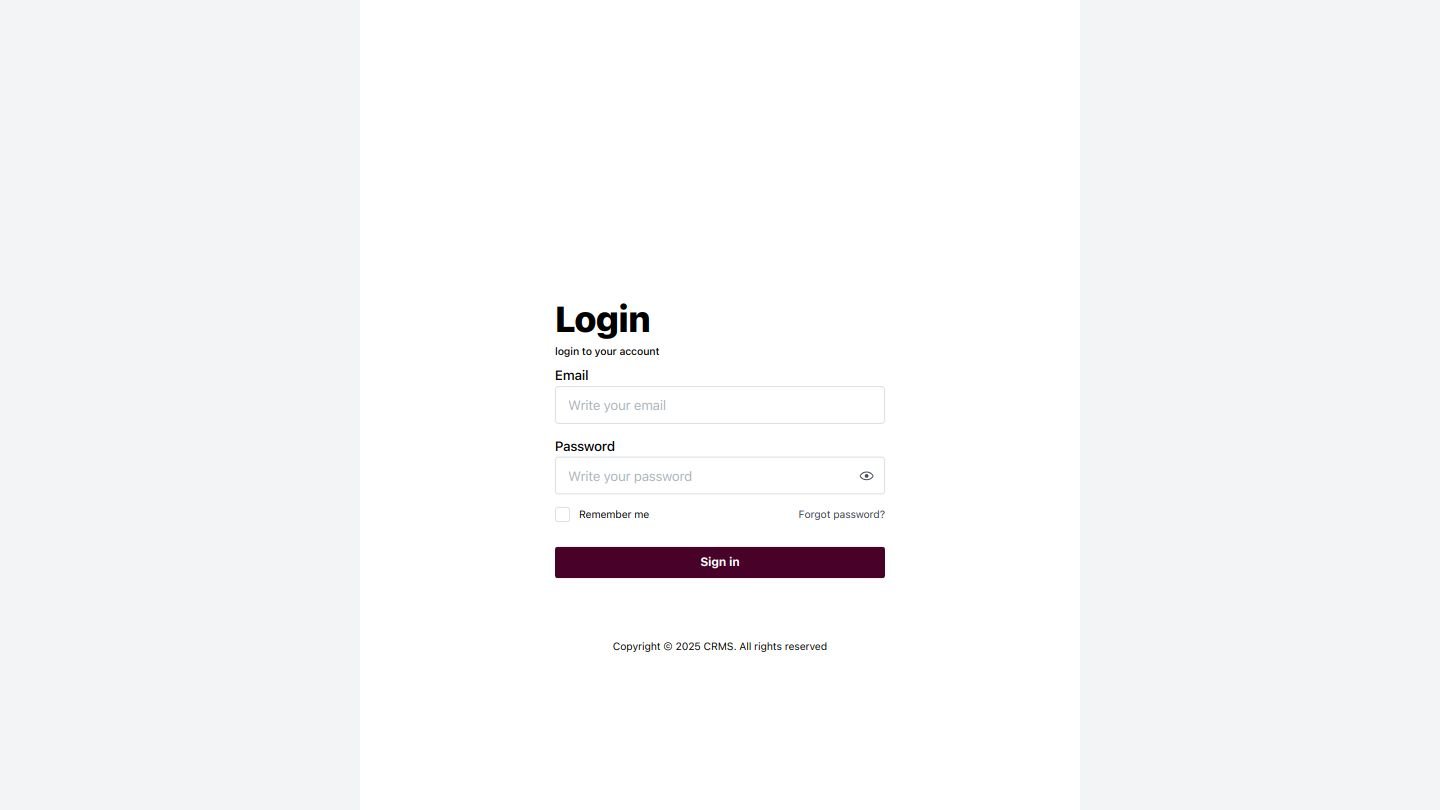 Login
login to your account
Email
Write your email
Password
Write your password
Remember me
Forgot password?
Sign in
Copyright © 2025 CRMS. All rights reserved